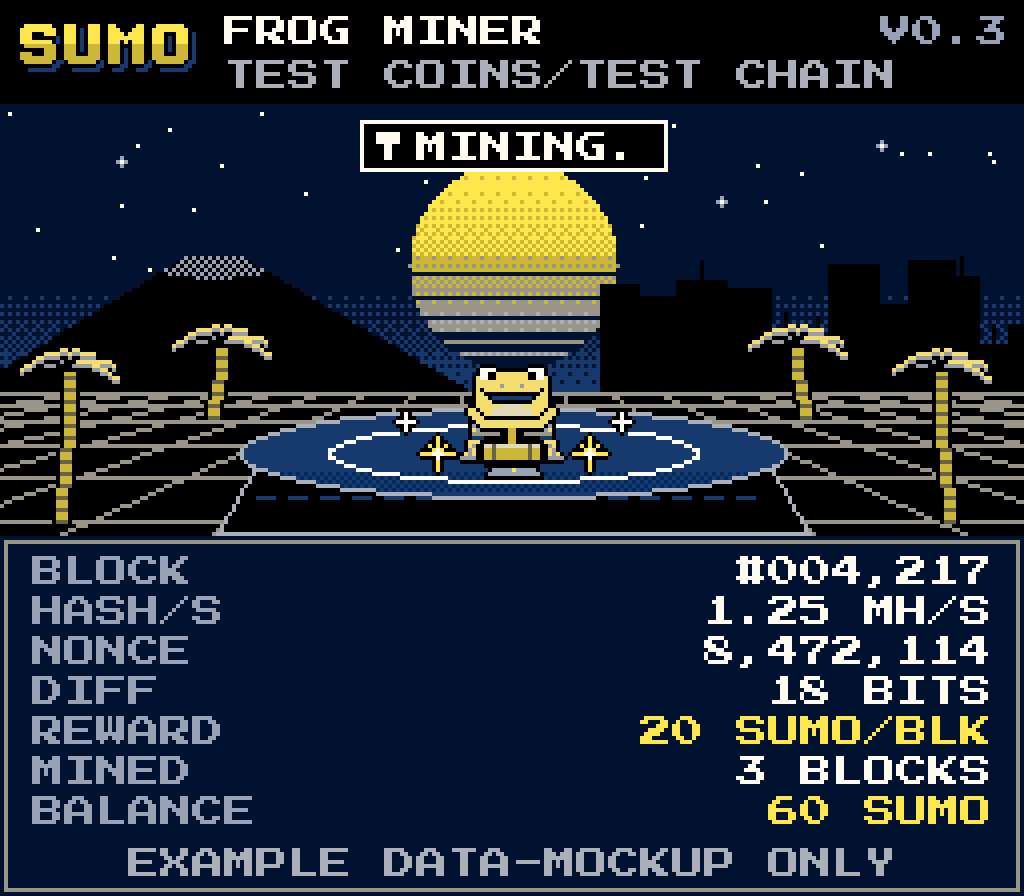 SUMO FROG MINER V0.3
TEST COINS/TEST CHAIN
MINING.
BLOCK #004,217
HASH/S 1.25 MH/S
NONCE 8,472,114
DIFF 18 BITS
REWARD 20 SUMO/BLK
MINED 3 BLOCKS
BALANCE 60 SUMO
EXAMPLE DATA-MOCKUP ONLY